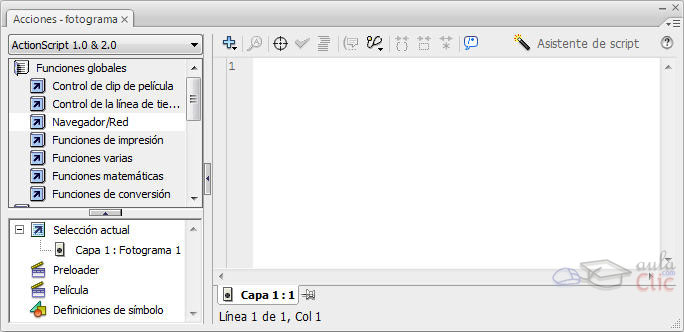 Acciones - fotograma
ActionScript 1.0 & 2.0
Funciones globales
Control de clip de película
Control de la línea de tie...
Navegador/Red
Funciones de impresión
Funciones varias
Funciones matemáticas
Funciones de conversión
Selección actual
Capa 1 : Fotograma 1
Preloader
Película
Definiciones de símbolo
Asistente de script
1
Capa 1 : 1
Línea 1 de 1, Col 1
aula
.com
Clic